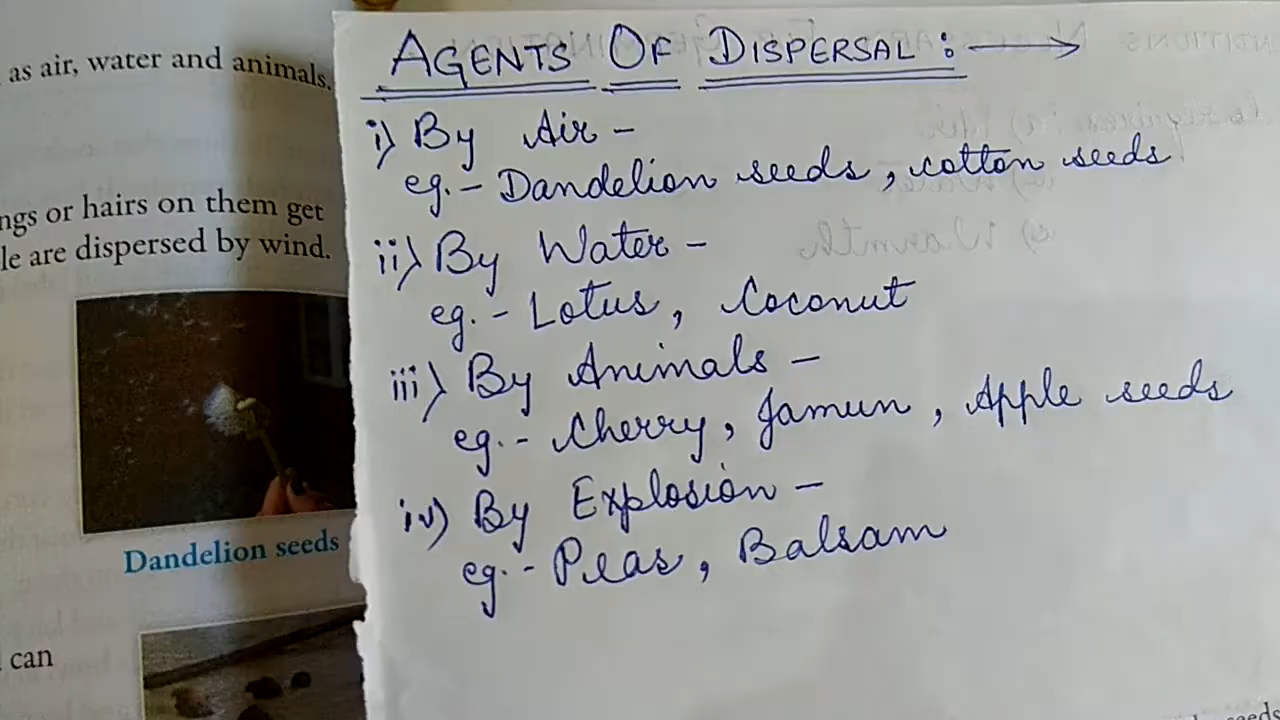 as air, water and animals.
ngs or hairs on them get
le are dispersed by wind.
Dandelion seeds
can
AGENTS OF DISPERSAL : →
i) By Air -
eg. - Dandelion seeds, cotton seeds
ii) By Water -
eg. - Lotus, Coconut
iii) By Animals -
eg. - Cherry, Jamun, Apple seeds
iv) By Explosion -
eg. - Peas, Balsam
seeds